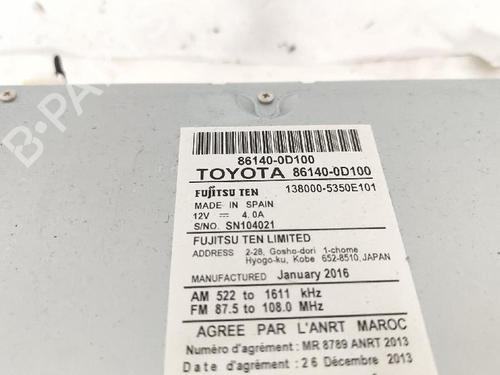 B-PARTS
86140-0D100
TOYOTA 86140-0D100
FUJITSU TEN 138000-5350E101
MADE IN SPAIN
12V 4.0A
S/NO. SN104021
FUJITSU TEN LIMITED
ADDRESS 2-28, Gosho-dori 1-chome
Hyogo-ku, Kobe 652-8510, JAPAN
MANUFACTURED January 2016
AM 522 to 1611 kHz
FM 87.5 to 108.0 MHz
AGREE PAR L'ANRT MAROC
Numéro d'agrément: MR 8789 ANRT 2013
Date d'agrément: 26 Décembre 2013